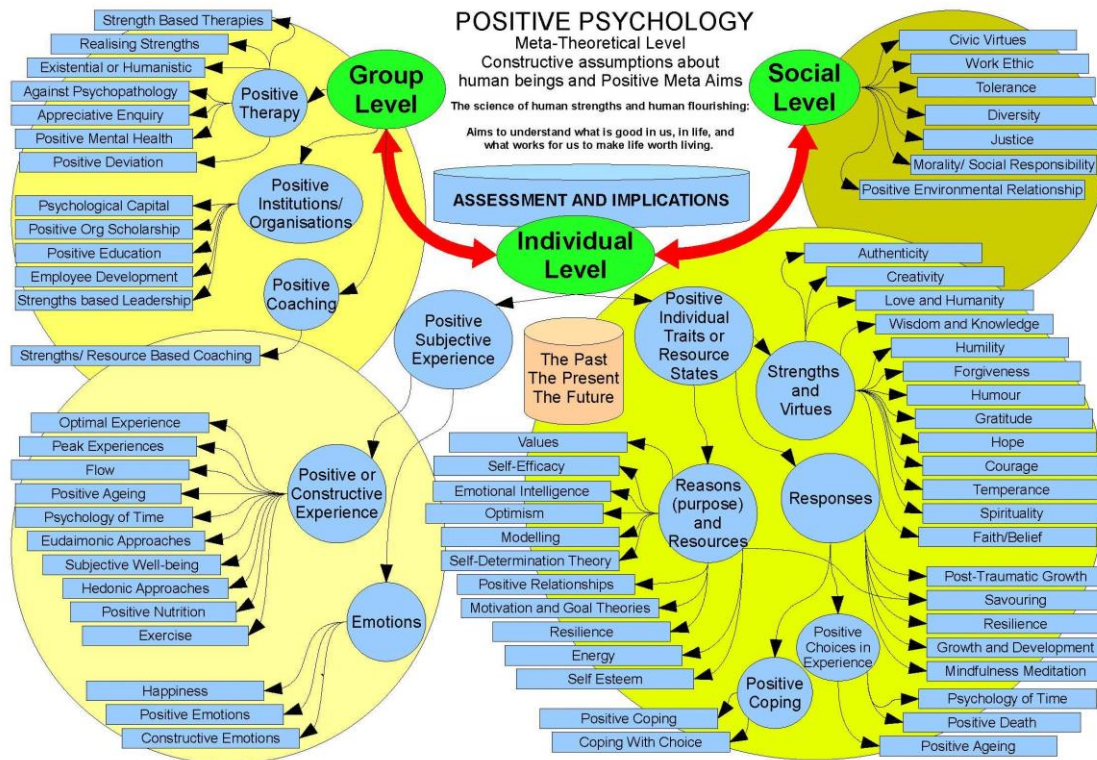 POSITIVE PSYCHOLOGY
Meta-Theoretical Level
Constructive assumptions about
human beings and Positive Meta Aims
The science of human strengths and human flourishing:
Aims to understand what is good in us, in life, and
what works for us to make life worth living.
ASSESSMENT AND IMPLICATIONS
Group
Level
Social
Level
Individual
Level
Strength Based Therapies
Realising Strengths
Existential or Humanistic
Against Psychopathology
Appreciative Enquiry
Positive Mental Health
Positive Deviation
Positive
Therapy
Psychological Capital
Positive Org Scholarship
Positive Education
Employee Development
Strengths based Leadership
Positive
Institutions/
Organisations
Positive
Coaching
Strengths/ Resource Based Coaching
Civic Virtues
Work Ethic
Tolerance
Diversity
Justice
Morality/ Social Responsibility
Positive Environmental Relationship
Positive
Subjective
Experience
The Past
The Present
The Future
Positive
Individual
Traits or
Resource
States
Strengths
and
Virtues
Authenticity
Creativity
Love and Humanity
Wisdom and Knowledge
Humility
Forgiveness
Humour
Gratitude
Hope
Courage
Temperance
Spirituality
Faith/Belief
Optimal Experience
Peak Experiences
Flow
Positive Ageing
Psychology of Time
Eudaimonic Approaches
Subjective Well-being
Hedonic Approaches
Positive Nutrition
Exercise
Positive or
Constructive
Experience
Emotions
Happiness
Positive Emotions
Constructive Emotions
Values
Self-Efficacy
Emotional Intelligence
Optimism
Modelling
Self-Determination Theory
Positive Relationships
Motivation and Goal Theories
Resilience
Energy
Self Esteem
Reasons
(purpose) and
Resources
Responses
Post-Traumatic Growth
Savouring
Resilience
Growth and Development
Mindfulness Meditation
Positive
Choices in
Experience
Positive
Coping
Positive Coping
Coping With Choice
Psychology of Time
Positive Death
Positive Ageing